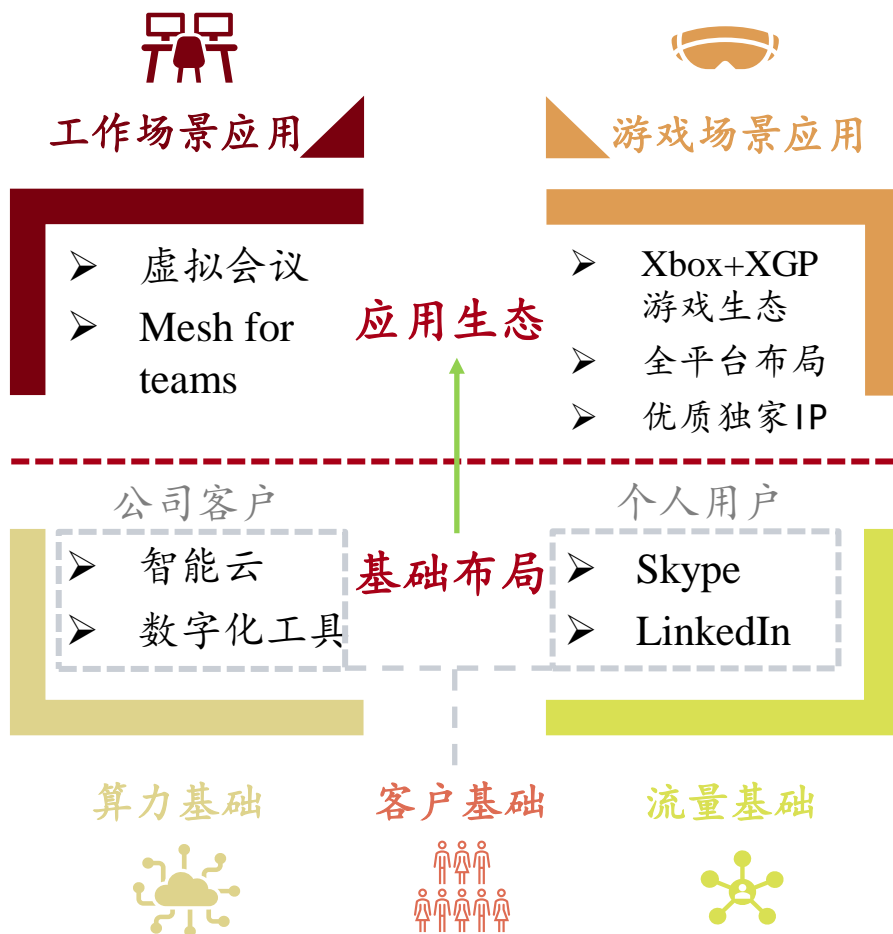 工作场景应用
游戏场景应用
虚拟会议
Mesh for
teams
应用生态
Xbox+XGP
游戏生态
全平台布局
优质独家IP
公司客户
个人用户
智能云
数字化工具
基础布局
Skype
LinkedIn
算力基础
客户基础
流量基础